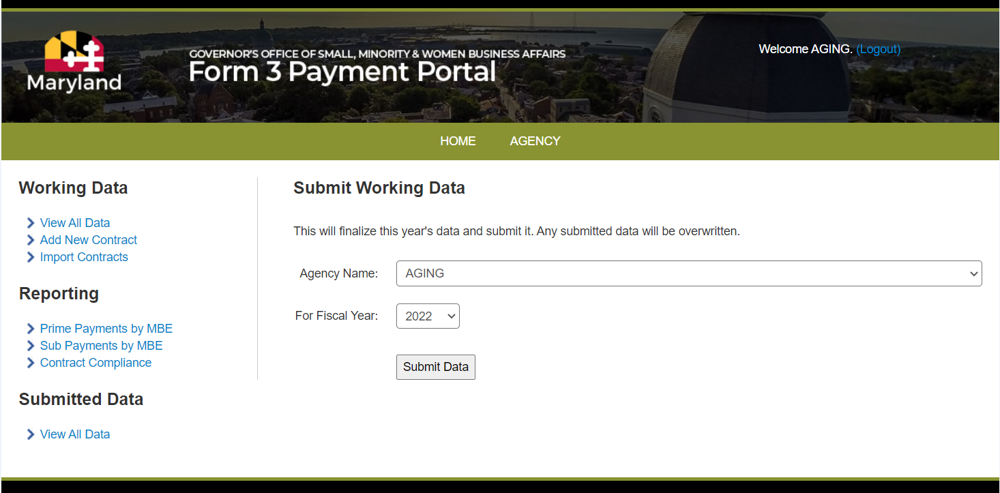 Maryland
GOVERNOR'S OFFICE OF SMALL, MINORITY & WOMEN BUSINESS AFFAIRS
Form 3 Payment Portal
Welcome AGING. (Logout)
HOME AGENCY
Working Data
View All Data
Add New Contract
Import Contracts
Reporting
Prime Payments by MBE
Sub Payments by MBE
Contract Compliance
Submitted Data
View All Data
Submit Working Data
This will finalize this year's data and submit it. Any submitted data will be overwritten.
Agency Name: AGING
For Fiscal Year: 2022
Submit Data